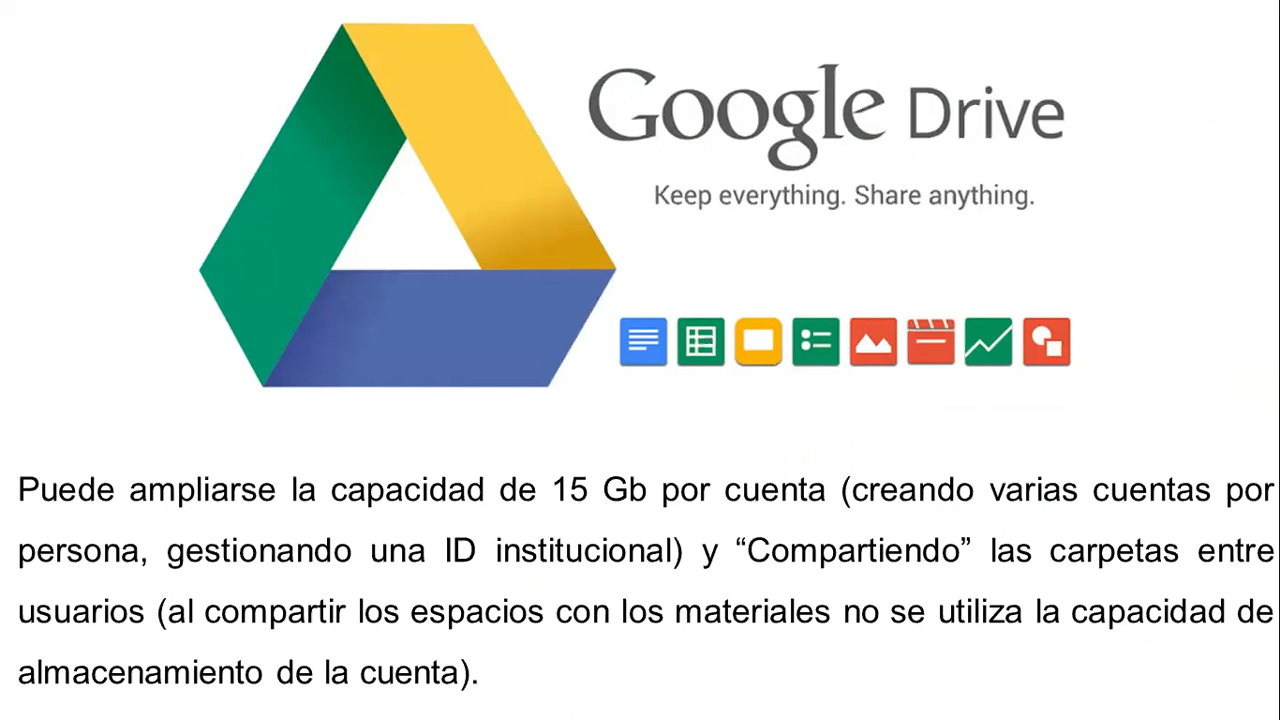 Google Drive
Keep everything. Share anything.
Puede ampliarse la capacidad de 15 Gb por cuenta (creando varias cuentas por
persona, gestionando una ID institucional) y “Compartiendo” las carpetas entre
usuarios (al compartir los espacios con los materiales no se utiliza la capacidad de
almacenamiento de la cuenta).